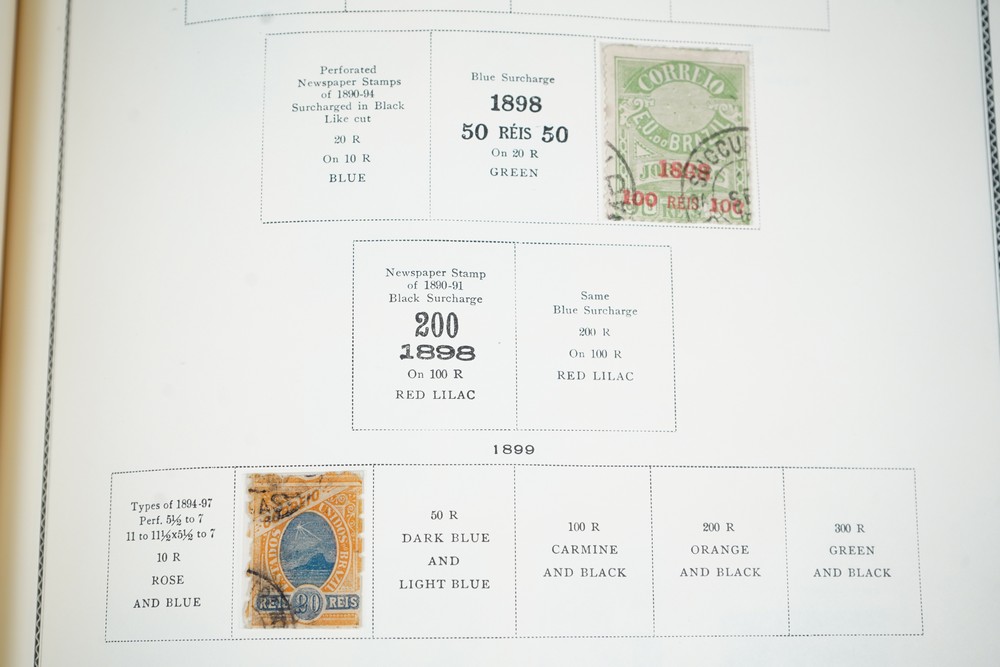 Perforated
Newspaper Stamps
of 1890-94
Surcharged in Black
Like cut
20 R
On 10 R
BLUE
Blue Surcharge
1898
50 RÉIS 50
On 20 R
GREEN
CORREIO
E.U. DO BRAZIL
1898
100 RÉIS 100
Newspaper Stamp
of 1890-91
Black Surcharge
200
1898
On 100 R
RED LILAC
Same
Blue Surcharge
200 R
On 100 R
RED LILAC
1899
Types of 1894-97
Perf. 5½ to 7
11 to 11½x5½ to 7
10 R
ROSE
AND BLUE
REIS 20 REIS
50 R
DARK BLUE
AND
LIGHT BLUE
100 R
CARMINE
AND BLACK
200 R
ORANGE
AND BLACK
300 R
GREEN
AND BLACK